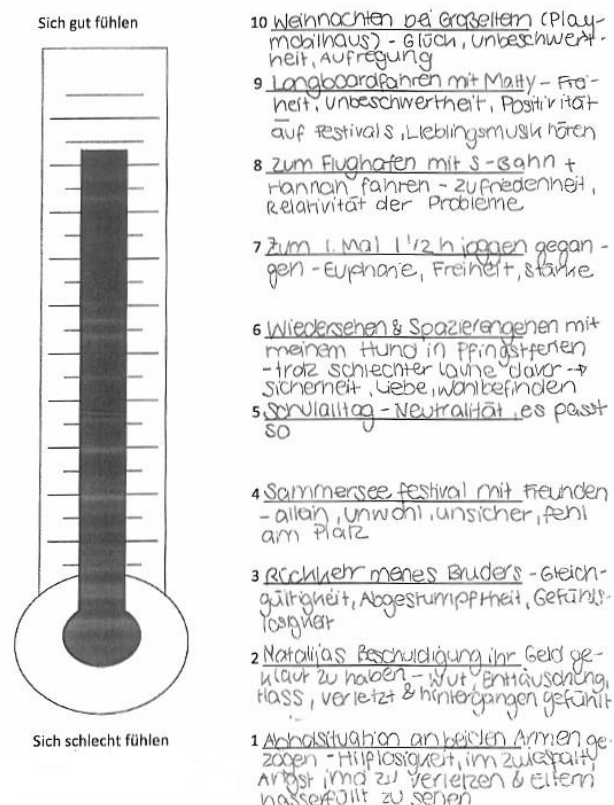 Sich gut fühlen
10 Weihnachten bei Großeltern (Play-
mobilhaus) - Glück, Unbeschwert-
heit, Aufregung
9 Longboardfahren mit Matty - Frei-
heit, Unbeschwertheit, Positivität
auf Festivals, Lieblingsmusik hören
8 Zum Flughafen mit S-Bahn +
Hannah fahren - Zufriedenheit,
Relativität der Probleme
7 Zum 1. Mal 1 1/2 h joggen gegan-
gen - Euphorie, Freiheit, Stärke
6 Wiedersehen & Spazierengehen mit
meinem Hund in Pfingstferien
- trotz schlechter Laune davor ->
Sicherheit, Liebe, Wohlbefinden
5 Schulalltag - Neutralität, es passt
so
4 Sammersee Festival mit Freunden
- allein, unwohl, unsicher, fehl
am Platz
3 Rückkehr meines Bruders - Gleich-
gültigkeit, Abgestumpftheit, Gefühls-
losigkeit
2 Natalijas Beschuldigung ihr Geld ge-
klaut zu haben - Wut, Enttäuschung,
Hass, verletzt & hintergangen gefühlt
Sich schlecht fühlen
1 Abholsituation an beiden Armen ge-
zogen - Hilflosigkeit, im Zwiespalt,
Angst jmd zu verletzen & Eltern
hasserfüllt zu sehen